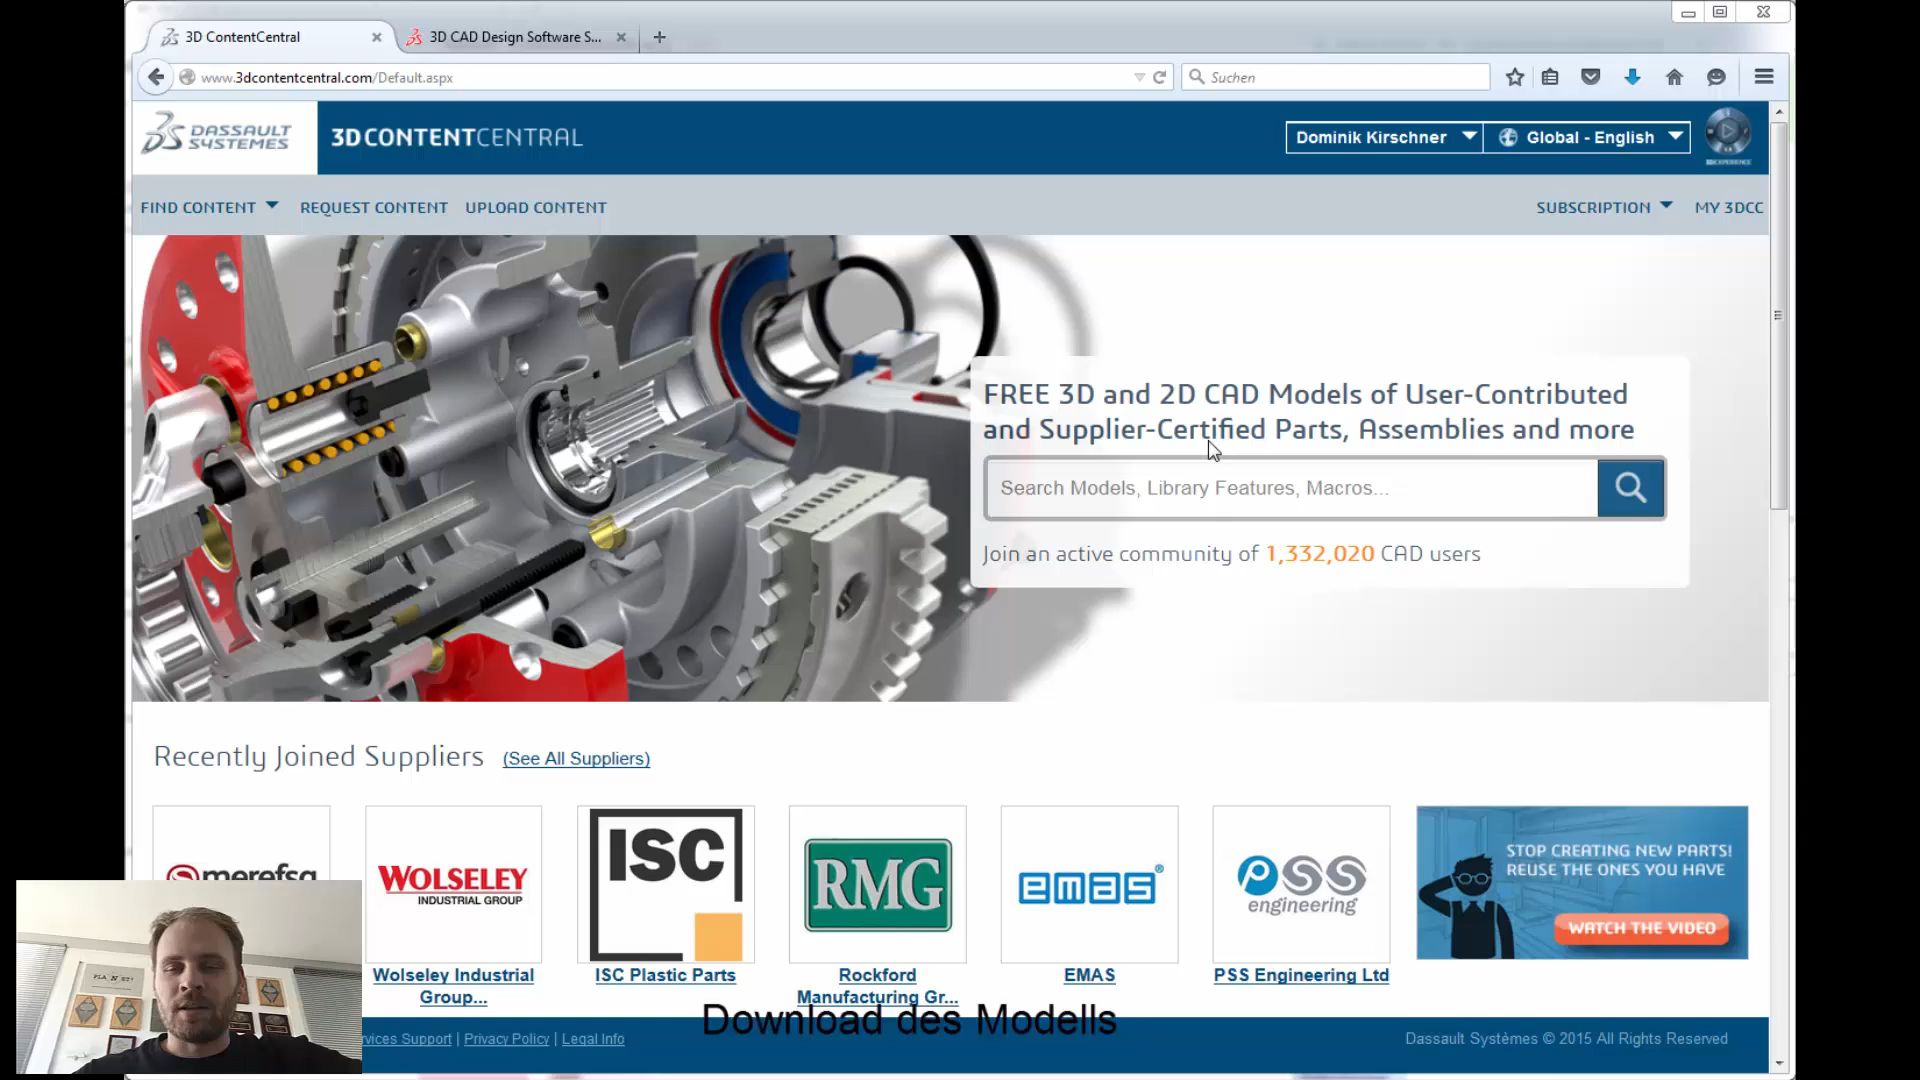 3D ContentCentral
3D CAD Design Software S...
www.3dcontentcentral.com/Default.aspx
Suchen
DASSAULT SYSTEMES
3DCONTENTCENTRAL
Dominik Kirschner
Global - English
FIND CONTENT
REQUEST CONTENT
UPLOAD CONTENT
SUBSCRIPTION
MY 3DCC
FREE 3D and 2D CAD Models of User-Contributed
and Supplier-Certified Parts, Assemblies and more
Search Models, Library Features, Macros...
Join an active community of 1,332,020 CAD users
Recently Joined Suppliers (See All Suppliers)
WOLSELEY
INDUSTRIAL GROUP
ISC
RMG
emas®
PSS
engineering
STOP CREATING NEW PARTS!
REUSE THE ONES YOU HAVE
WATCH THE VIDEO
Wolseley Industrial
Group...
ISC Plastic Parts
Rockford
Manufacturing Gr...
EMAS
PSS Engineering Ltd
Download des Modells
Support | Privacy Policy | Legal Info
Dassault Systèmes © 2015 All Rights Reserved